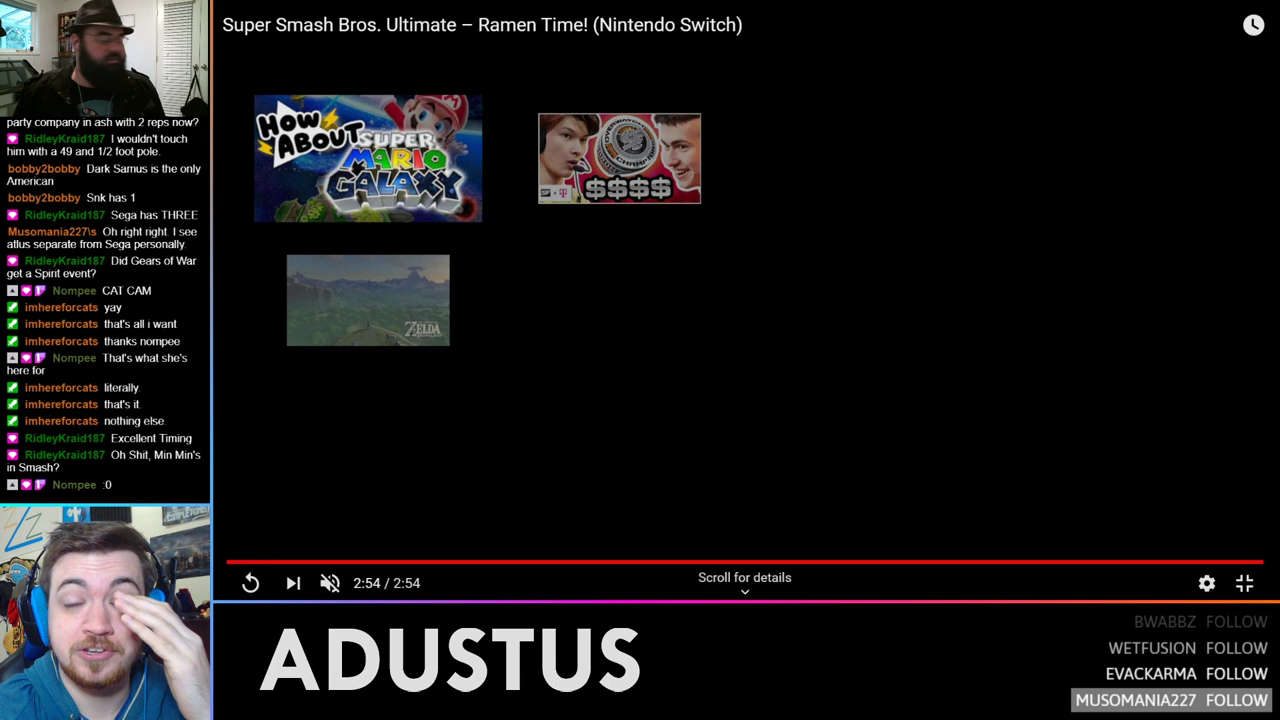 Super Smash Bros. Ultimate – Ramen Time! (Nintendo Switch)
party company in ash with 2 reps now?
RidleyKraid187 I wouldn't touch
him with a 49 and 1/2 foot pole.
bobby2bobby Dark Samus is the only
American
bobby2bobby Snk has 1
RidleyKraid187 Sega has THREE
Musomania227\s Oh right right. I see
atlus separate from Sega personally.
RidleyKraid187 Did Gears of War
get a Spirit event?
Nompee CAT CAM
imhereforcats yay
imhereforcats that's all i want
imhereforcats thanks nompee
Nompee That's what she's
here for
imhereforcats literally.
imhereforcats that's it.
imhereforcats nothing else.
RidleyKraid187 Excellent Timing
RidleyKraid187 Oh Shit, Min Min's
in Smash?
Nompee :0
HOW
ABOUT
SUPER
MARIO
GALAXY
$$$$
ZELDA
2:54 / 2:54
Scroll for details
ADUSTUS
BWABBZ FOLLOW
WETFUSION FOLLOW
EVACKARMA FOLLOW
MUSOMANIA227 FOLLOW